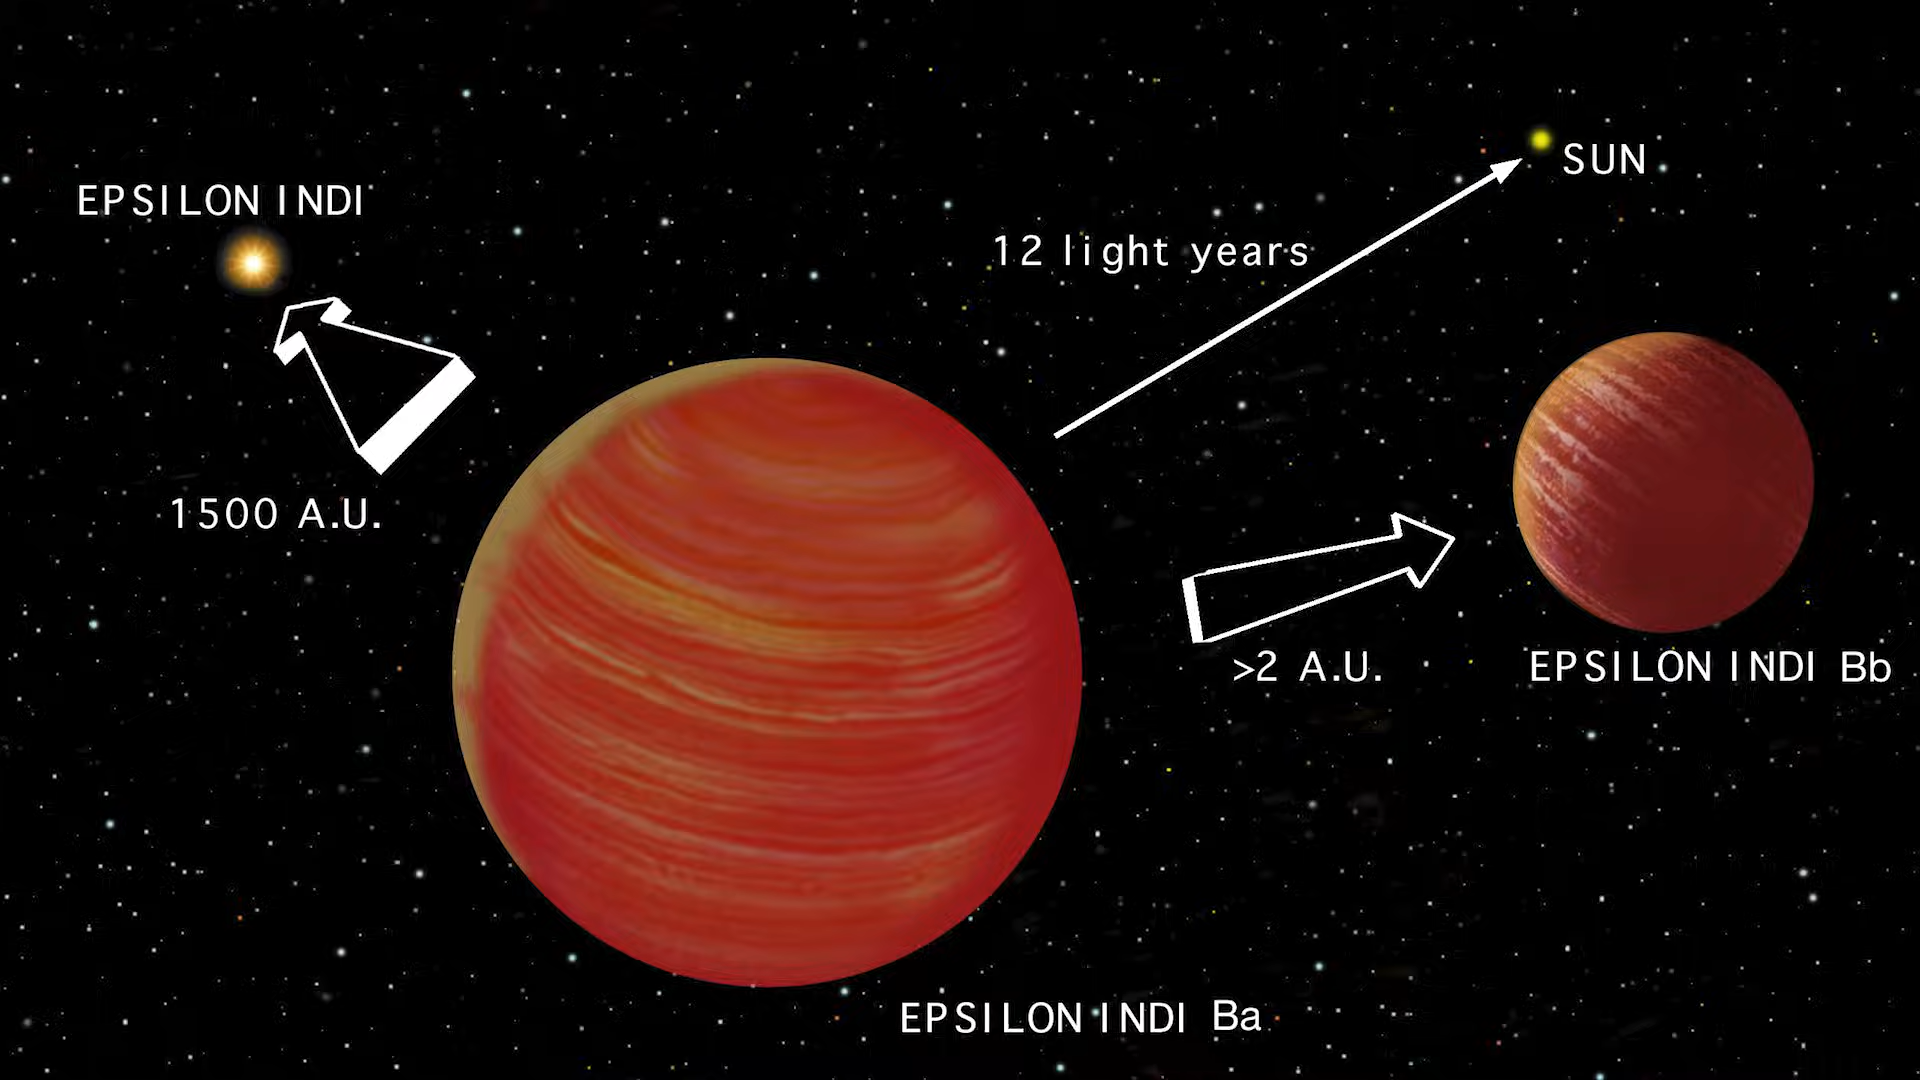 EPSILON INDI
SUN
12 light years
1500 A.U.
>2 A.U.
EPSILON INDI Bb
EPSILON INDI Ba